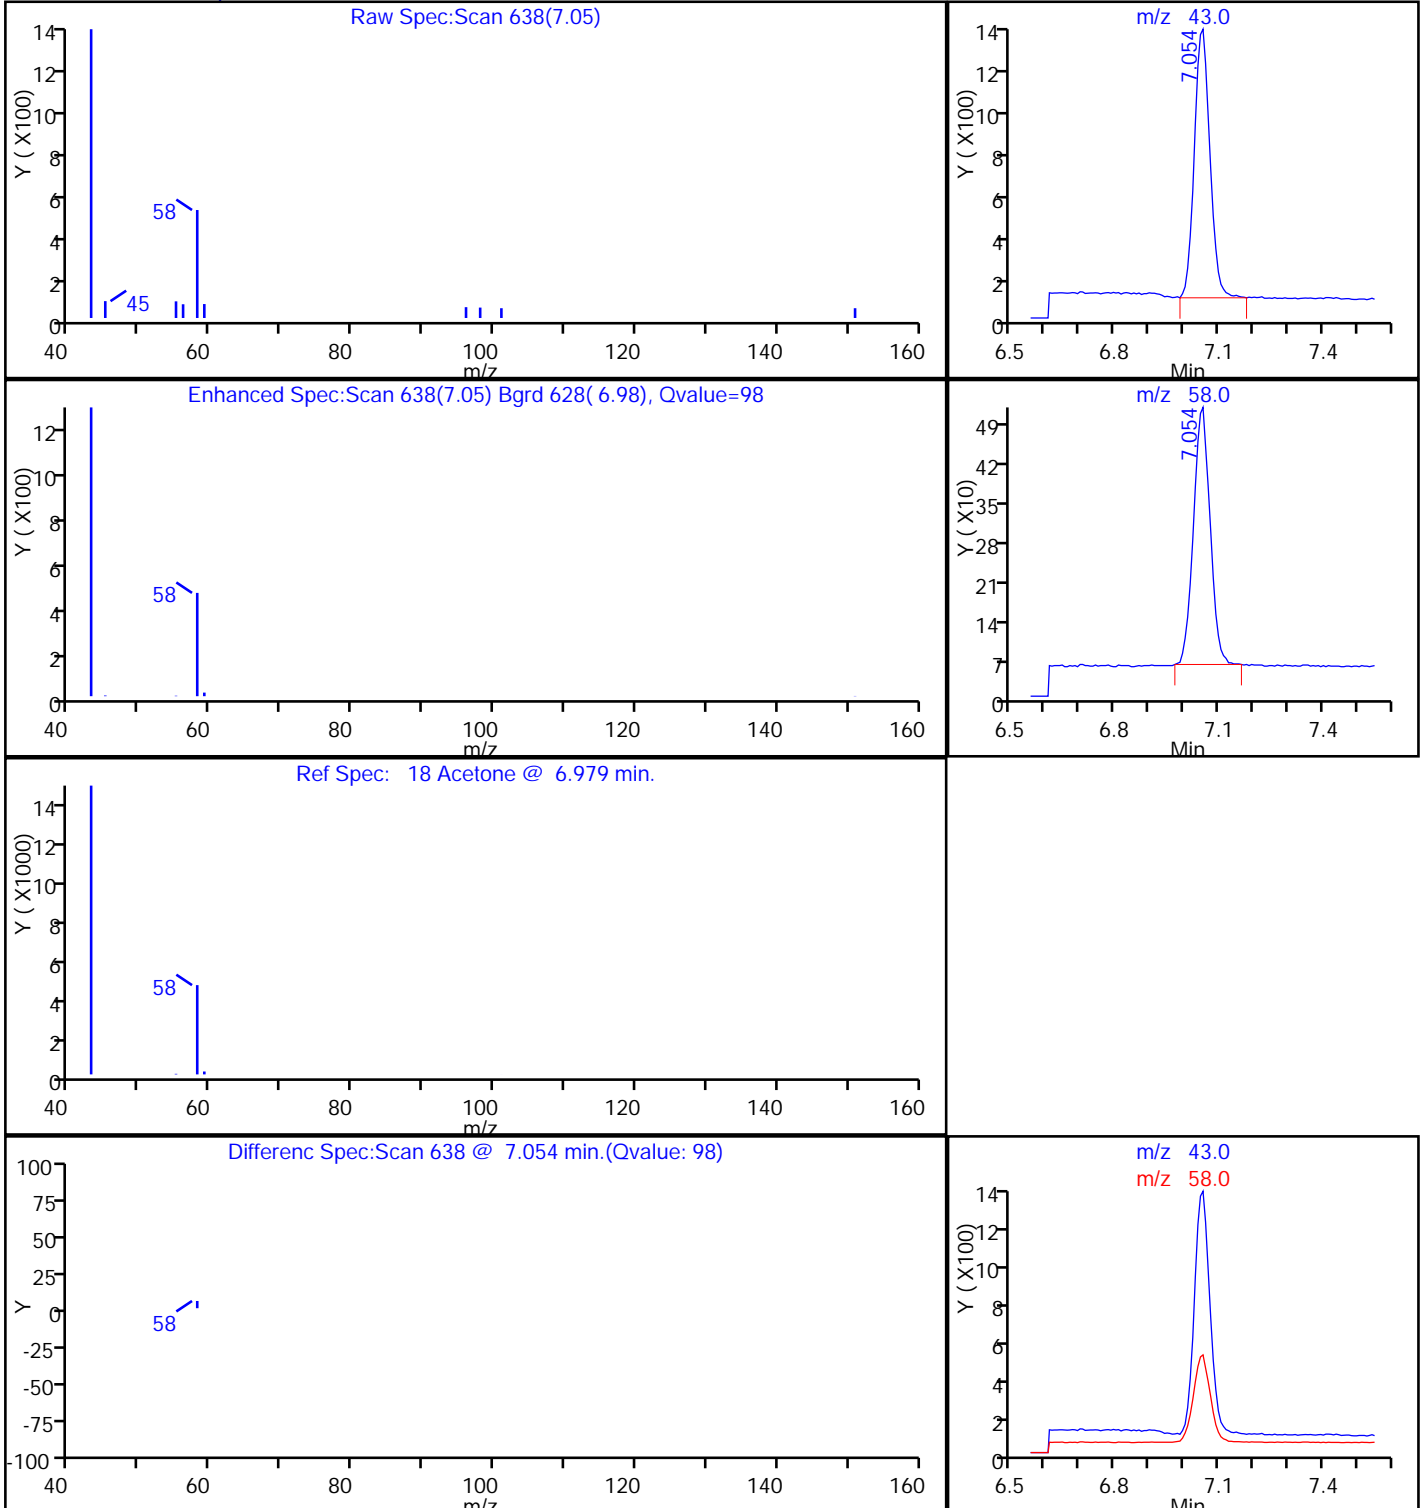 Raw Spec:Scan 638(7.05)
Y ( X100)
14
12
10
8
6
4
2
0
58
45
40 60 80 100 120 140 160
m/z
m/z 43.0
Y ( X100)
14
12
10
8
6
4
2
0
7.054
6.5 6.8 7.1 7.4
Min
Enhanced Spec:Scan 638(7.05) Bgrd 628( 6.98), Qvalue=98
Y ( X100)
12
10
8
6
4
2
0
58
40 60 80 100 120 140 160
m/z
m/z 58.0
Y ( X10)
49
42
35
28
21
14
7
0
7.054
6.5 6.8 7.1 7.4
Min
Ref Spec: 18 Acetone @ 6.979 min.
Y ( X1000)
14
12
10
8
6
4
2
0
58
40 60 80 100 120 140 160
m/z
Differenc Spec:Scan 638 @ 7.054 min.(Qvalue: 98)
Y
100
75
50
25
0
-25
-50
-75
-100
58
40 60 80 100 120 140 160
m/z
m/z 43.0
m/z 58.0
Y ( X100)
14
12
10
8
6
4
2
0
6.5 6.8 7.1 7.4
Min